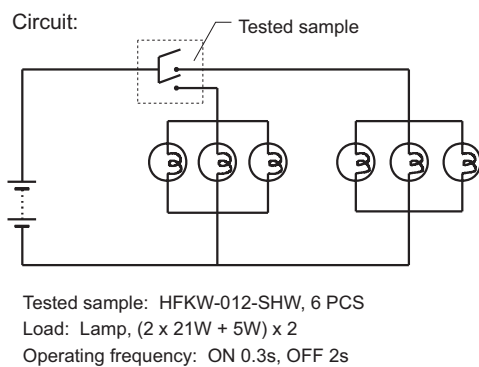 Circuit:
Tested sample
Tested sample: HFKW-012-SHW, 6 PCS
Load: Lamp, (2 x 21W + 5W) x 2
Operating frequency: ON 0.3s, OFF 2s